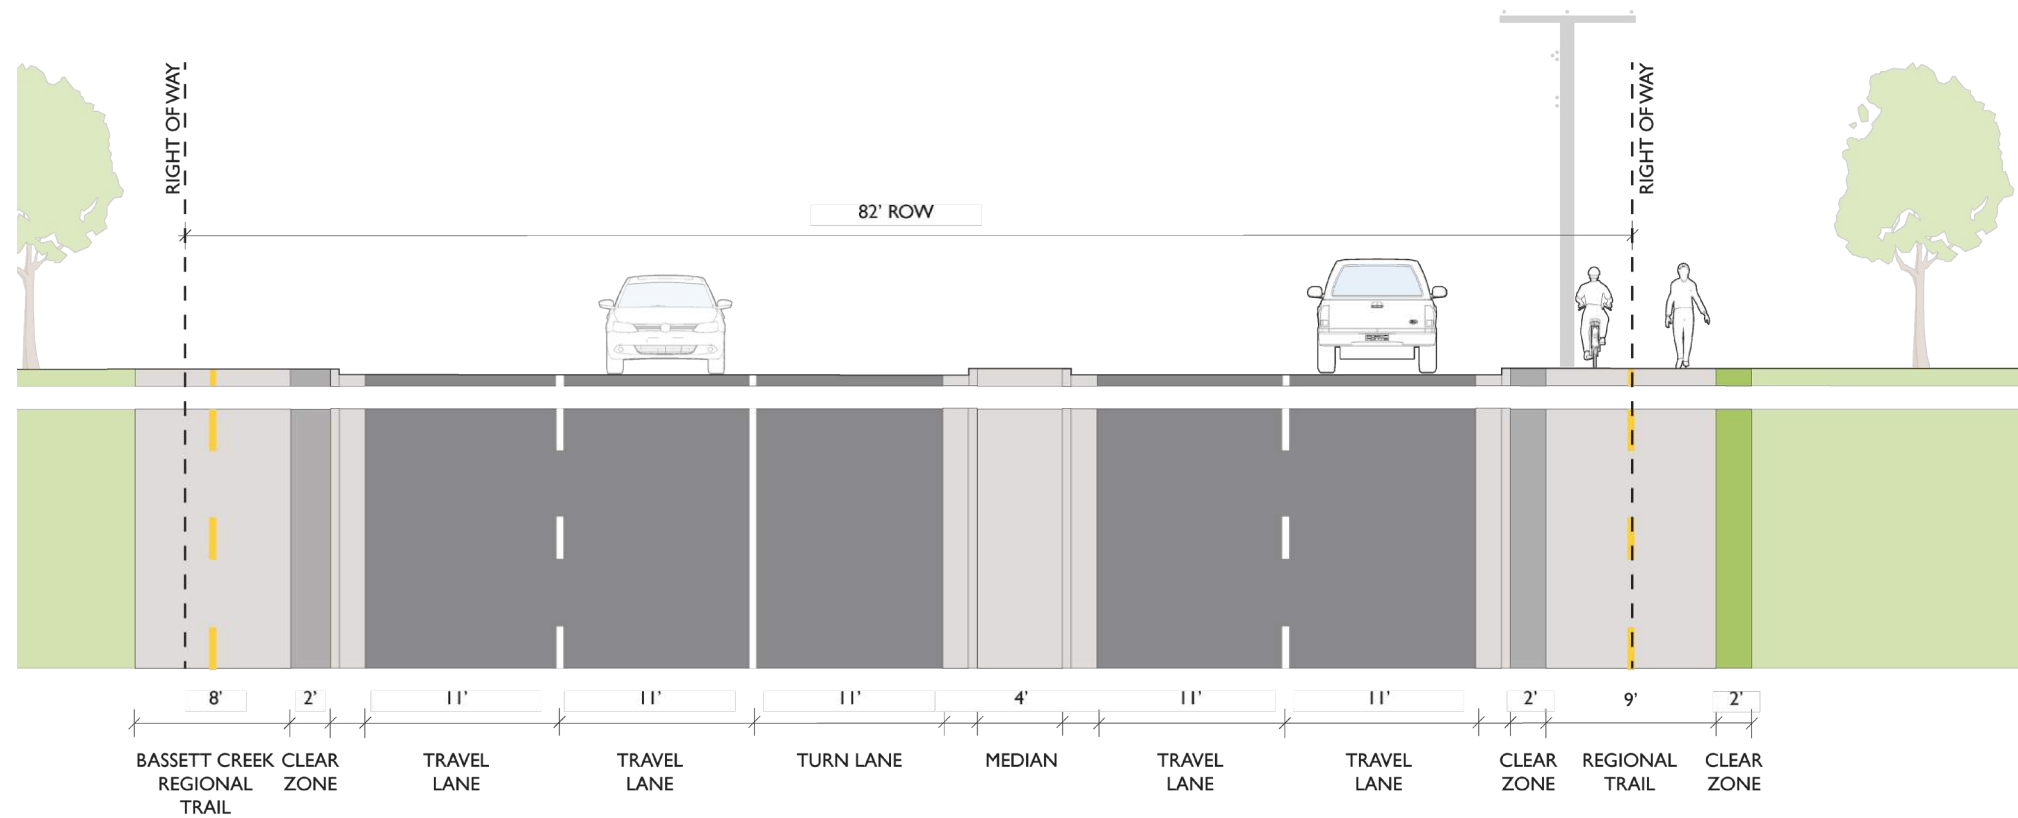 RIGHT OF WAY
RIGHT OF WAY
82' ROW
8'
2'
11'
11'
11'
4'
11'
11'
2'
9'
2'
BASSETT CREEK
REGIONAL
TRAIL
CLEAR
ZONE
TRAVEL
LANE
TRAVEL
LANE
TURN LANE
MEDIAN
TRAVEL
LANE
TRAVEL
LANE
CLEAR
ZONE
REGIONAL
TRAIL
CLEAR
ZONE